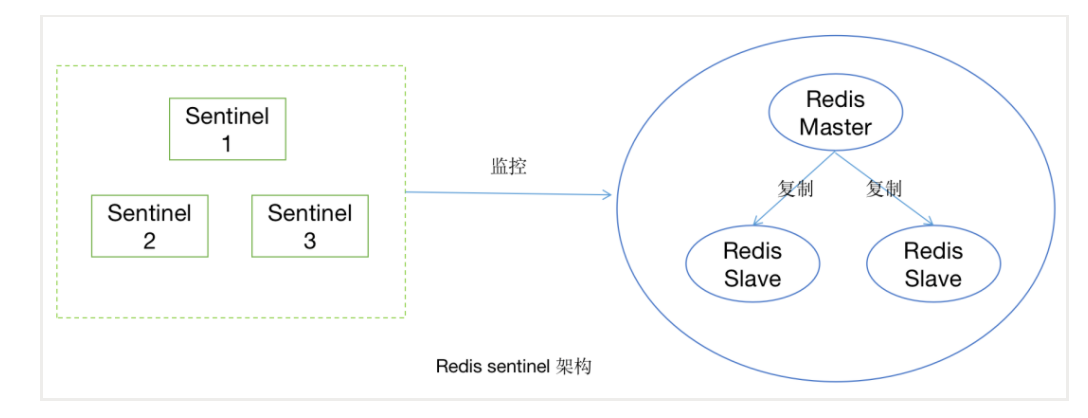 Sentinel
1
Sentinel
2
Sentinel
3
监控
Redis
Master
复制
复制
Redis
Slave
Redis
Slave
Redis sentinel 架构